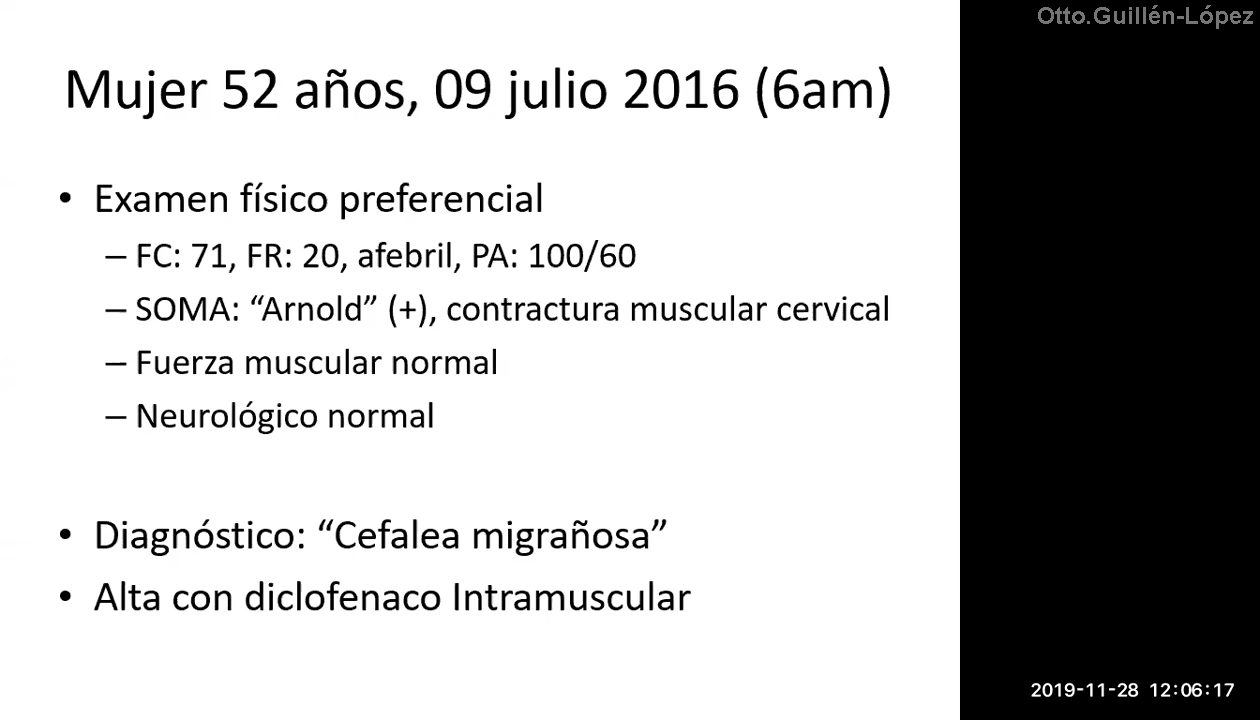 Otto.Guillén-López
Mujer 52 años, 09 julio 2016 (6am)
• Examen físico preferencial
– FC: 71, FR: 20, afebril, PA: 100/60
– SOMA: “Arnold” (+), contractura muscular cervical
– Fuerza muscular normal
– Neurológico normal
• Diagnóstico: “Cefalea migrañosa”
• Alta con diclofenaco Intramuscular
2019-11-28 12:06:17